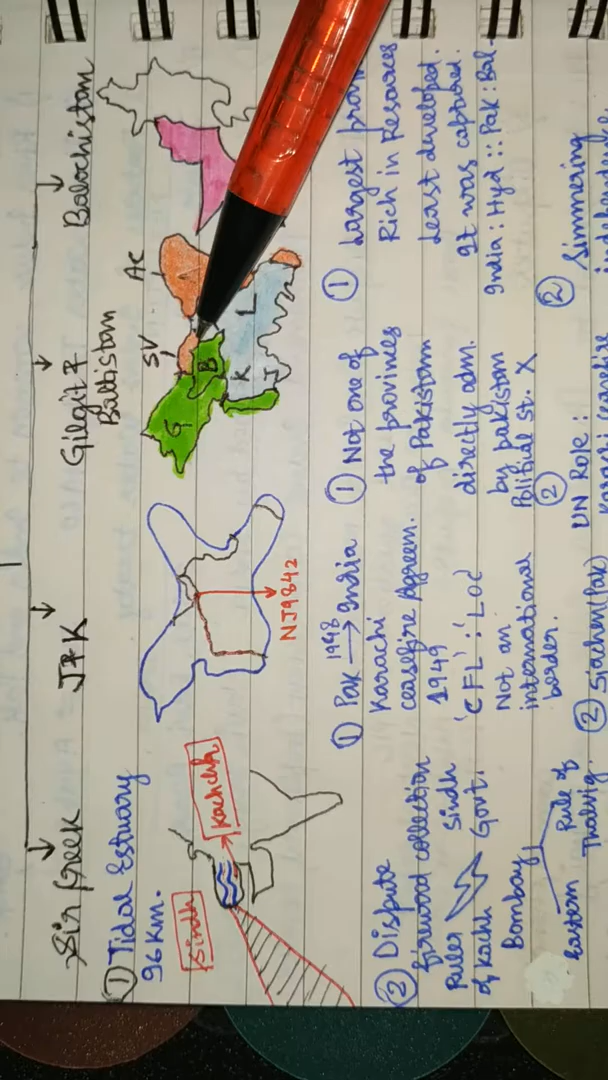 Sir Creek
① Tidal Estuary
96 Km.
Sindh
Kachchh
② Dispute
firewood collection
Ruler Sindh
of Kachh Govt.
Bombay
Eastern Rule of
Thalwig.
J&K
NJ9842
① Pak 1948 → India
Karachi
ceasefire Agreem.
1949
'CFL' : 'LOC'
Not an
international
border.
② Siachen (Pak)
Gilgit &
Baltistan
SV
AC
G
B
K
L
J
① Not one of
the provinces
of Pakistan
directly adm.
by pakistan
Political st. X
②
UN Role :
Balochistan
① Largest
Rich in Resources
Least developed.
It was captured.
India : Hyd :: Pak : Bal-
② Simmering